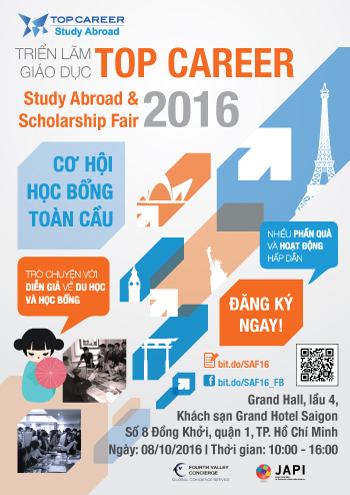 TOP CAREER
Study Abroad
TRIỂN LÃM
GIÁO DỤC
TOP CAREER
Study Abroad &
Scholarship Fair
2016
CƠ HỘI
HỌC BỔNG
TOÀN CẦU
NHIỀU PHẦN QUÀ
VÀ HOẠT ĐỘNG
HẤP DẪN
TRÒ CHUYỆN VỚI
DIỄN GIẢ VỀ DU HỌC
VÀ HỌC BỔNG
ĐĂNG KÝ
NGAY!
bit.do/SAF16
bit.do/SAF16_FB
Grand Hall, lầu 4,
Khách sạn Grand Hotel Saigon
Số 8 Đồng Khởi, quận 1, TP. Hồ Chí Minh
Ngày: 08/10/2016 | Thời gian: 10:00 - 16:00
FOURTH VALLEY
CONCIERGE
GLOBAL CONCIERGE SERVICE
JAPI